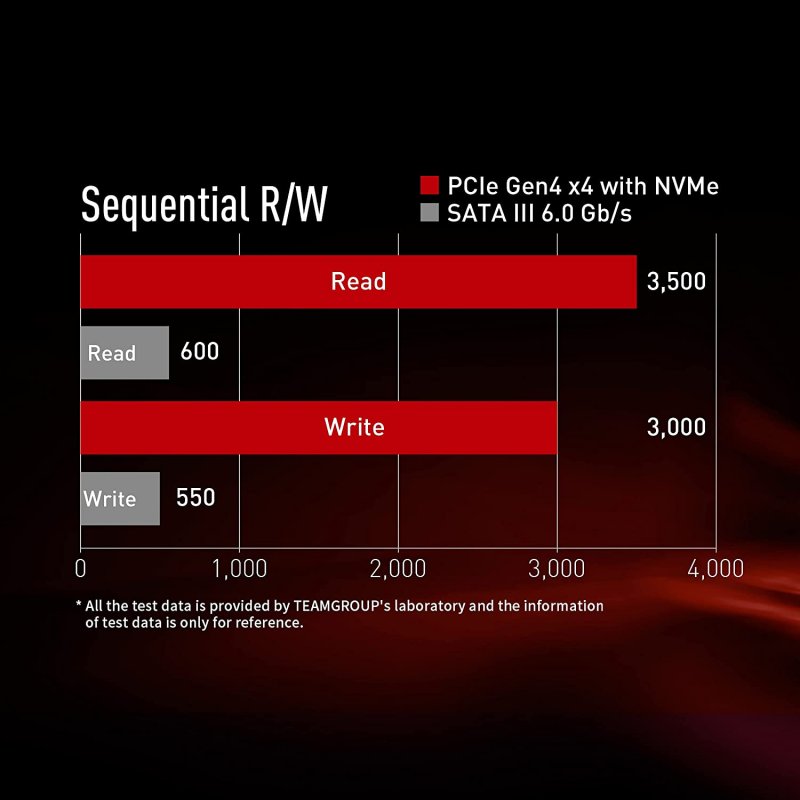 Sequential R/W
PCIe Gen4 x4 with NVMe
SATA III 6.0 Gb/s
Read 3,500
Read 600
Write 3,000
Write 550
0 1,000 2,000 3,000 4,000
* All the test data is provided by TEAMGROUP's laboratory and the information
of test data is only for reference.